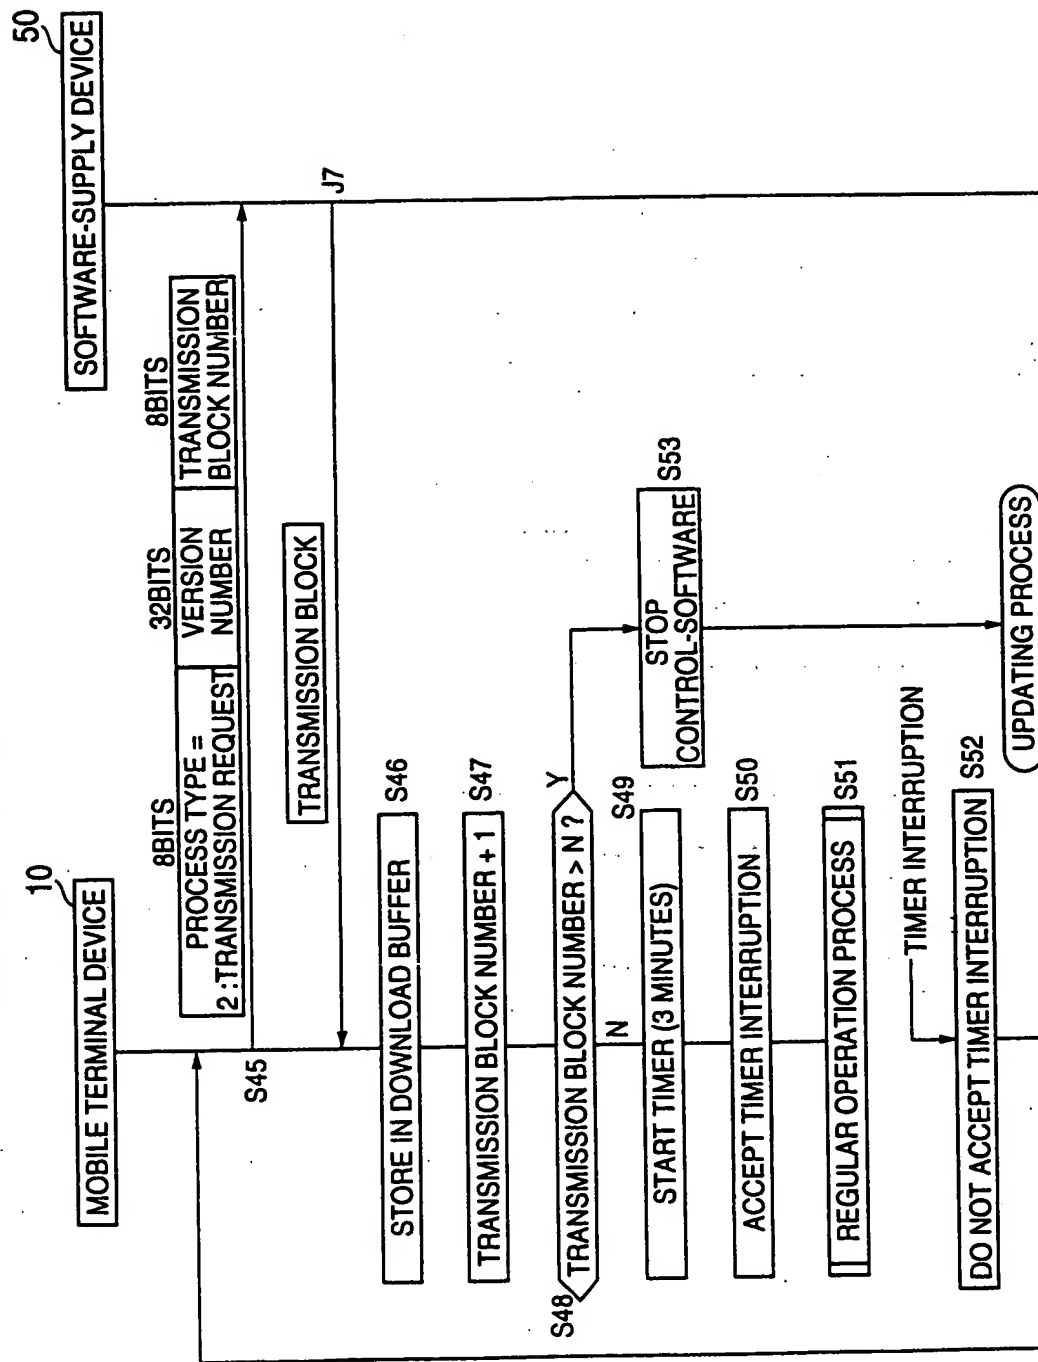 10
MOBILE TERMINAL DEVICE
50
SOFTWARE-SUPPLY DEVICE
8BITS
32BITS
8BITS
PROCESS TYPE =
2:TRANSMISSION REQUEST
VERSION
NUMBER
TRANSMISSION
BLOCK NUMBER
S45
TRANSMISSION BLOCK
J7
STORE IN DOWNLOAD BUFFER
S46
TRANSMISSION BLOCK NUMBER + 1
S47
S48
TRANSMISSION BLOCK NUMBER > N ?
Y
N
STOP
CONTROL-SOFTWARE
S53
START TIMER (3 MINUTES)
S49
ACCEPT TIMER INTERRUPTION
S50
REGULAR OPERATION PROCESS
S51
TIMER INTERRUPTION
DO NOT ACCEPT TIMER INTERRUPTION
S52
UPDATING PROCESS